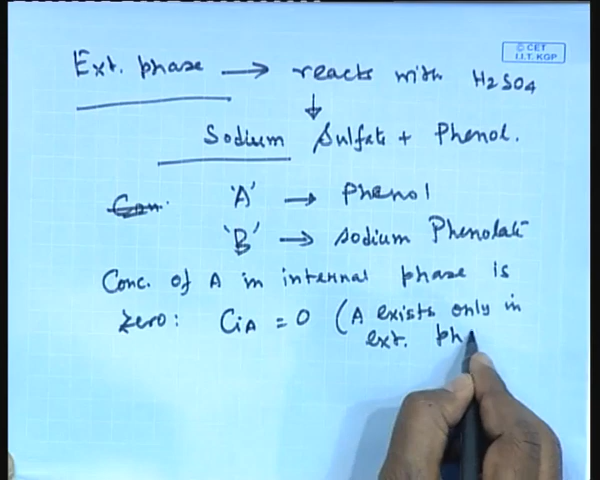 © CET
I.I.T. KGP
Ext. phase → reacts with H2SO4
↓
Sodium Sulfate + Phenol.
Con. 'A' → Phenol
'B' → Sodium Phenolate
Conc. of A in internal phase is
zero: CiA = 0 (A exists only in
ext. ph